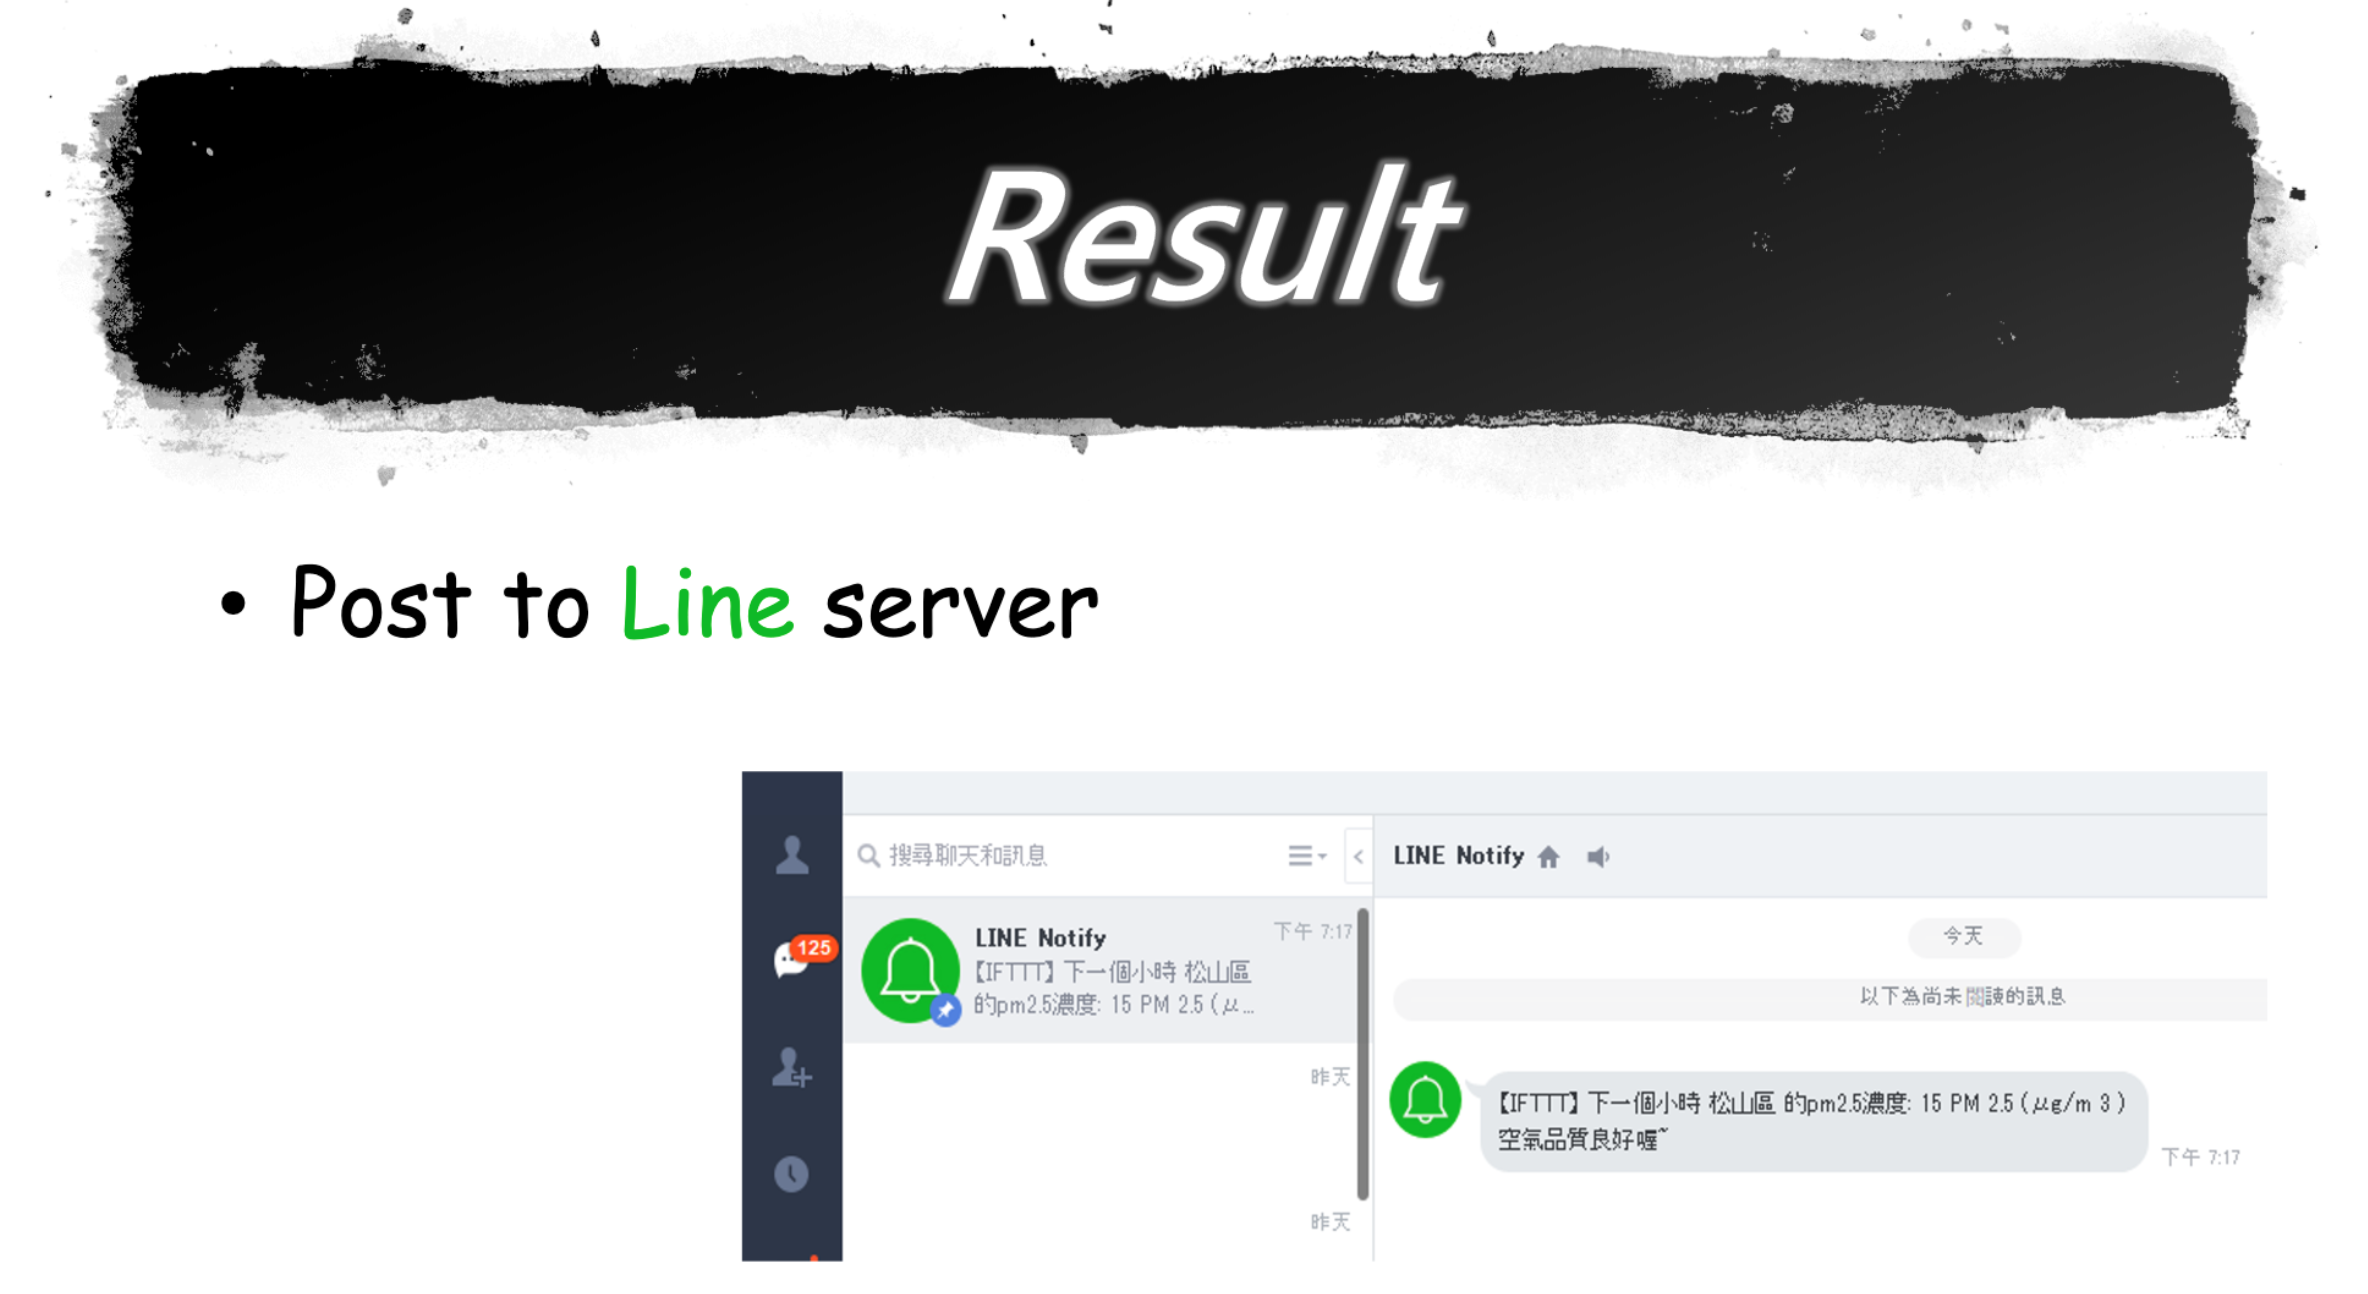 Result
• Post to Line server
搜尋聊天和訊息
LINE Notify
下午 7:17
【IFTTT】下一個小時 松山區
的pm2.5濃度: 15 PM 2.5 ( μ ...
昨天
昨天
125
LINE Notify
今天
以下為尚未閱讀的訊息
【IFTTT】下一個小時 松山區 的pm2.5濃度: 15 PM 2.5 ( μg/m 3 )
空氣品質良好喔~
下午 7:17